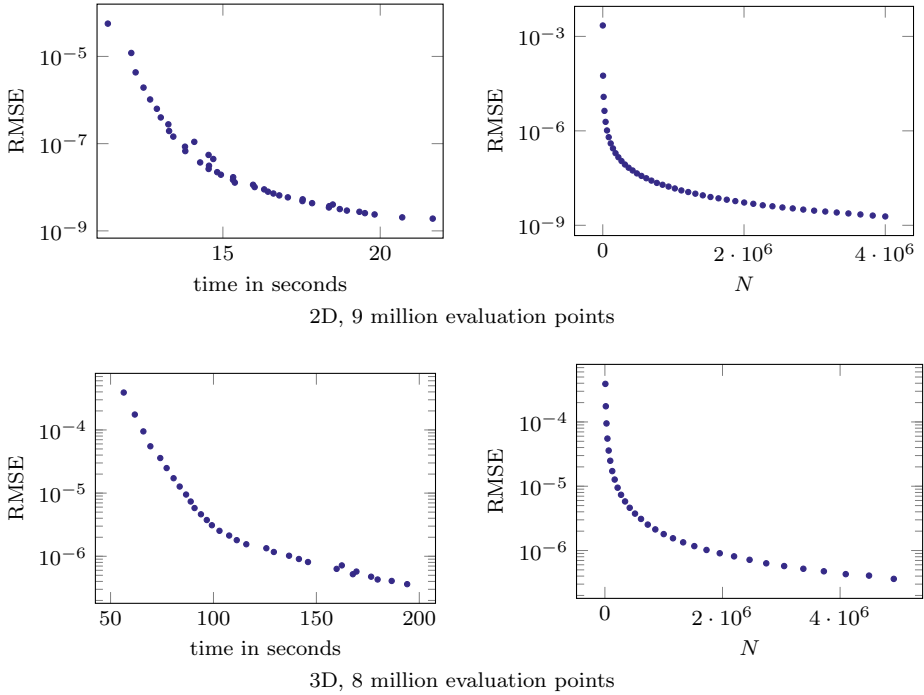 10^−5
10^−7
10^−9
RMSE
15
20
time in seconds
10^−3
10^−6
10^−9
RMSE
0
2 · 10^6
4 · 10^6
N
2D, 9 million evaluation points
10^−4
10^−5
10^−6
RMSE
50
100
150
200
time in seconds
10^−4
10^−5
10^−6
RMSE
0
2 · 10^6
4 · 10^6
N
3D, 8 million evaluation points